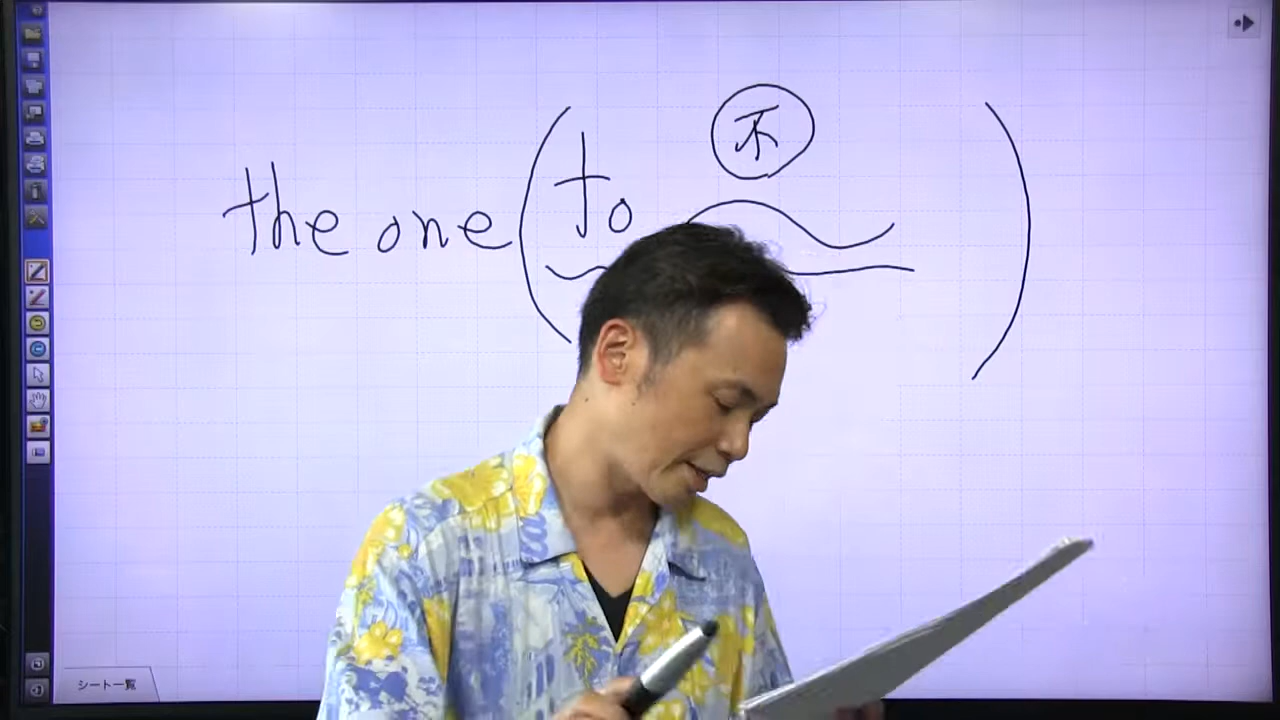 不
the one (to )
シート一覧